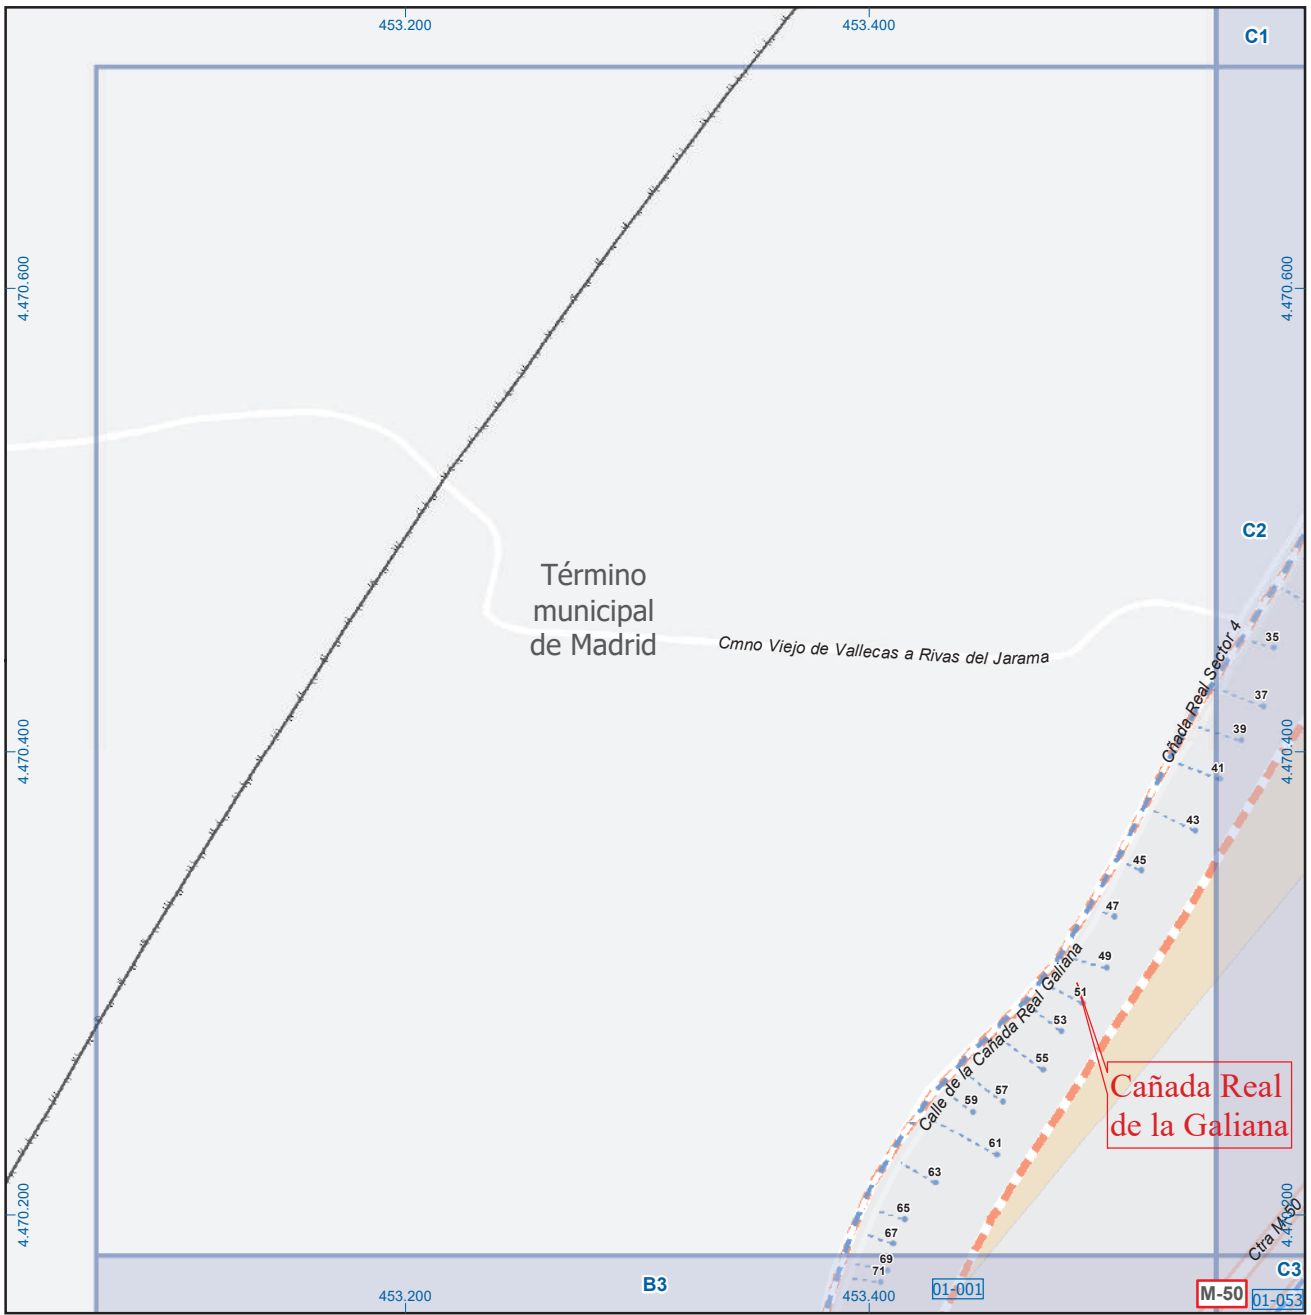 453.200
453.400
C1
4.470.600
4.470.600
C2
Término
municipal
de Madrid
Cmno Viejo de Vallecas a Rivas del Jarama
Cñada Real Sector 4
35
37
39
4.470.400
4.470.400
41
43
45
47
49
Calle de la Cañada Real Galiana
51
53
55
57
59
Cañada Real
de la Galiana
61
63
65
67
69
71
4.470.200
4.470.200
Ctra M-50
B3
C3
01-001
M-50
01-053
453.200
453.400